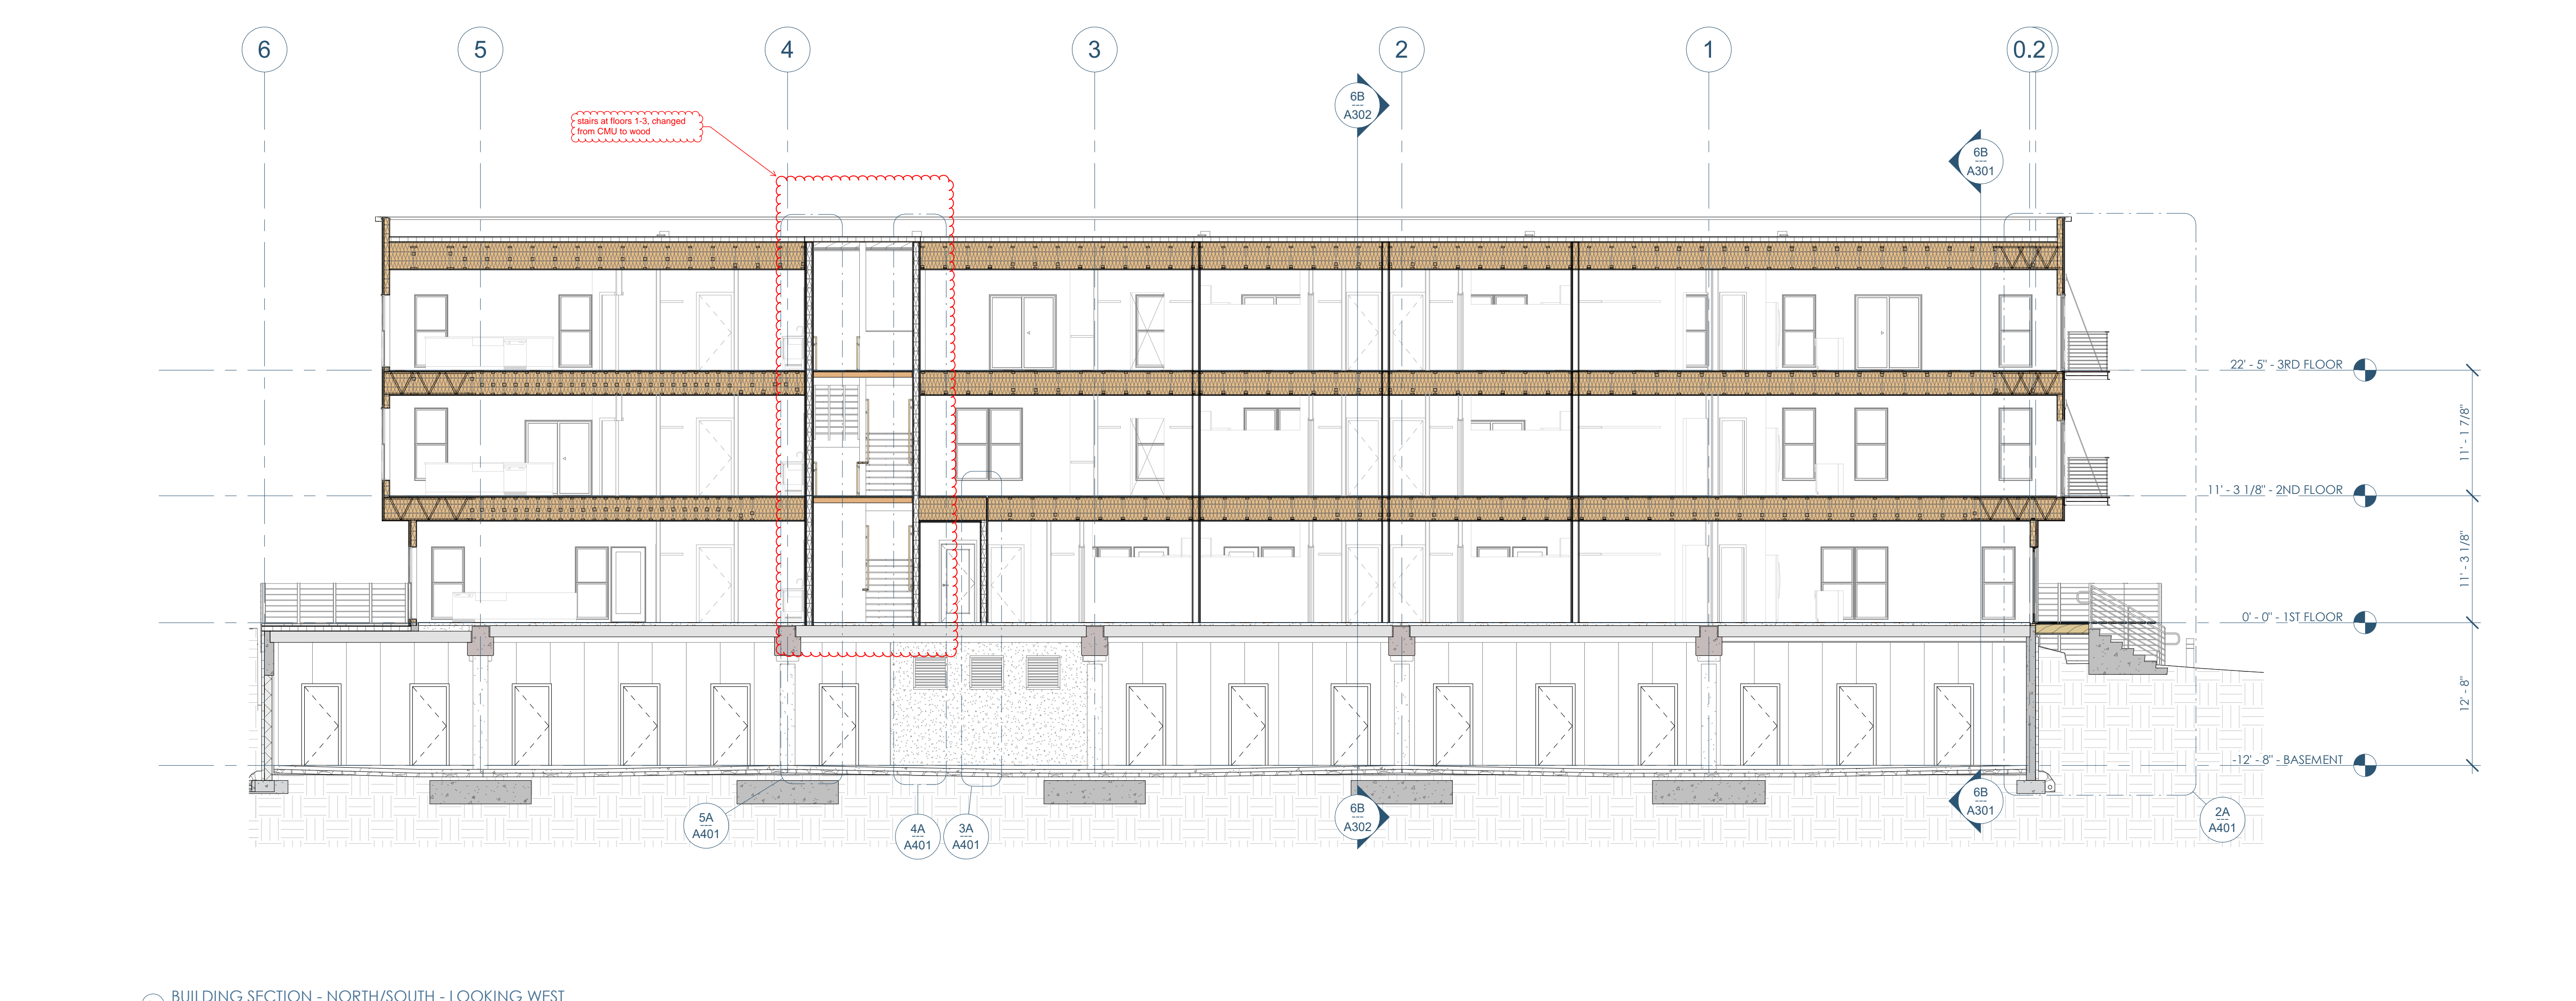 6
5
4
3
2
1
0.2
6B
---
A302
6B
---
A301
stairs at floors 1-3, changed
from CMU to wood
22' - 5" - 3RD FLOOR
11' - 1 7/8"
11' - 3 1/8" - 2ND FLOOR
11' - 3 1/8"
0' - 0" - 1ST FLOOR
12' - 8"
-12' - 8" - BASEMENT
5A
---
A401
4A
---
A401
3A
---
A401
6B
---
A302
6B
---
A301
2A
---
A401
BUILDING SECTION - NORTH/SOUTH - LOOKING WEST